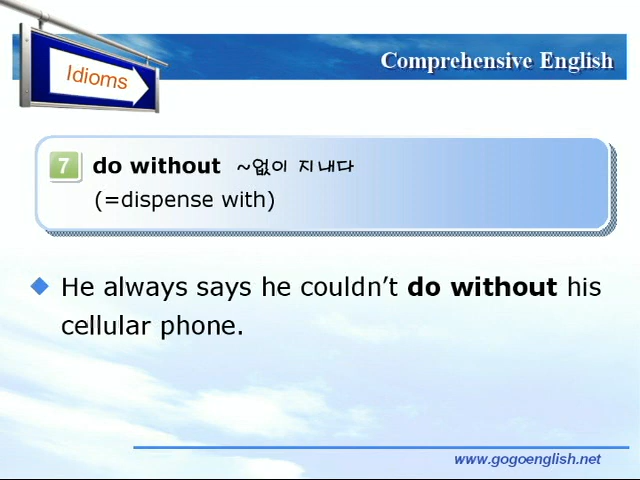 Idioms
Comprehensive English
7 do without ~없이 지내다
(=dispense with)
He always says he couldn’t do without his
cellular phone.
www.gogoenglish.net